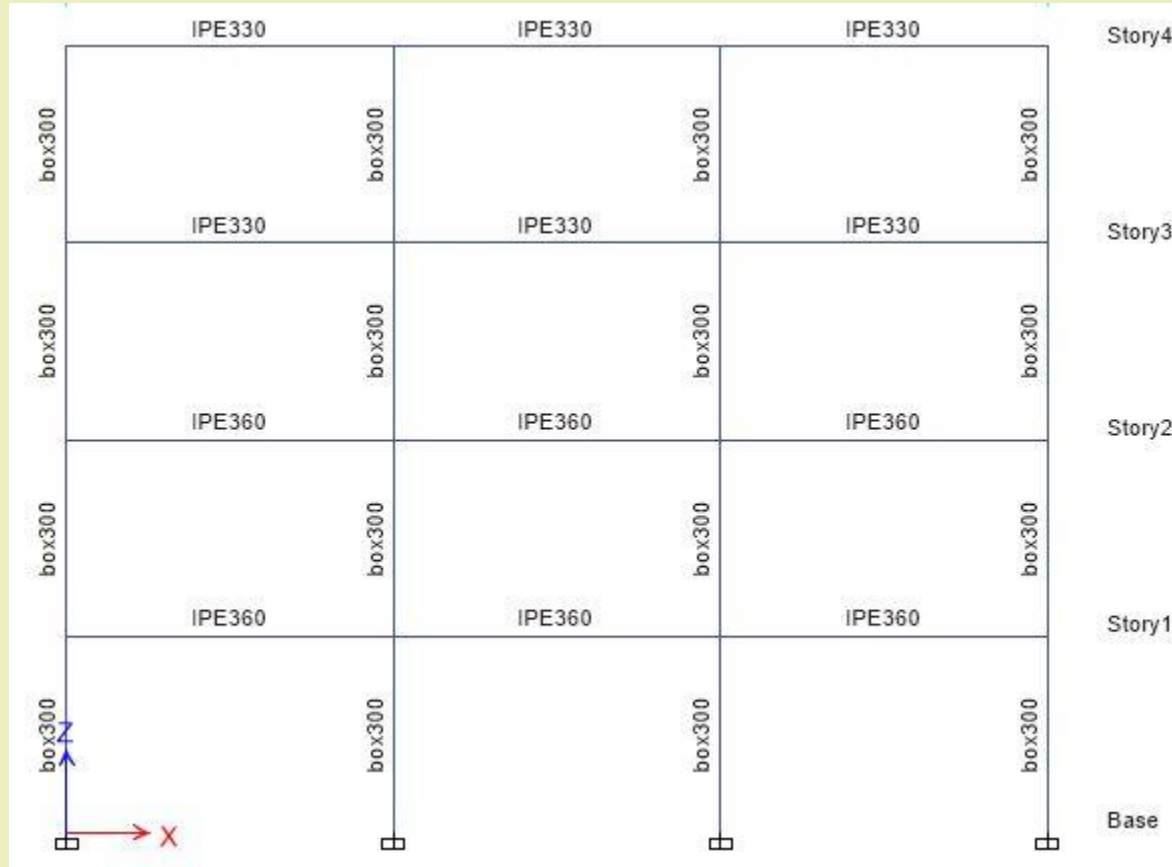 IPE330 IPE330 IPE330 Story4
box300 box300 box300 box300
IPE330 IPE330 IPE330 Story3
box300 box300 box300 box300
IPE360 IPE360 IPE360 Story2
box300 box300 box300 box300
IPE360 IPE360 IPE360 Story1
box300 box300 box300 box300
Z
X Base